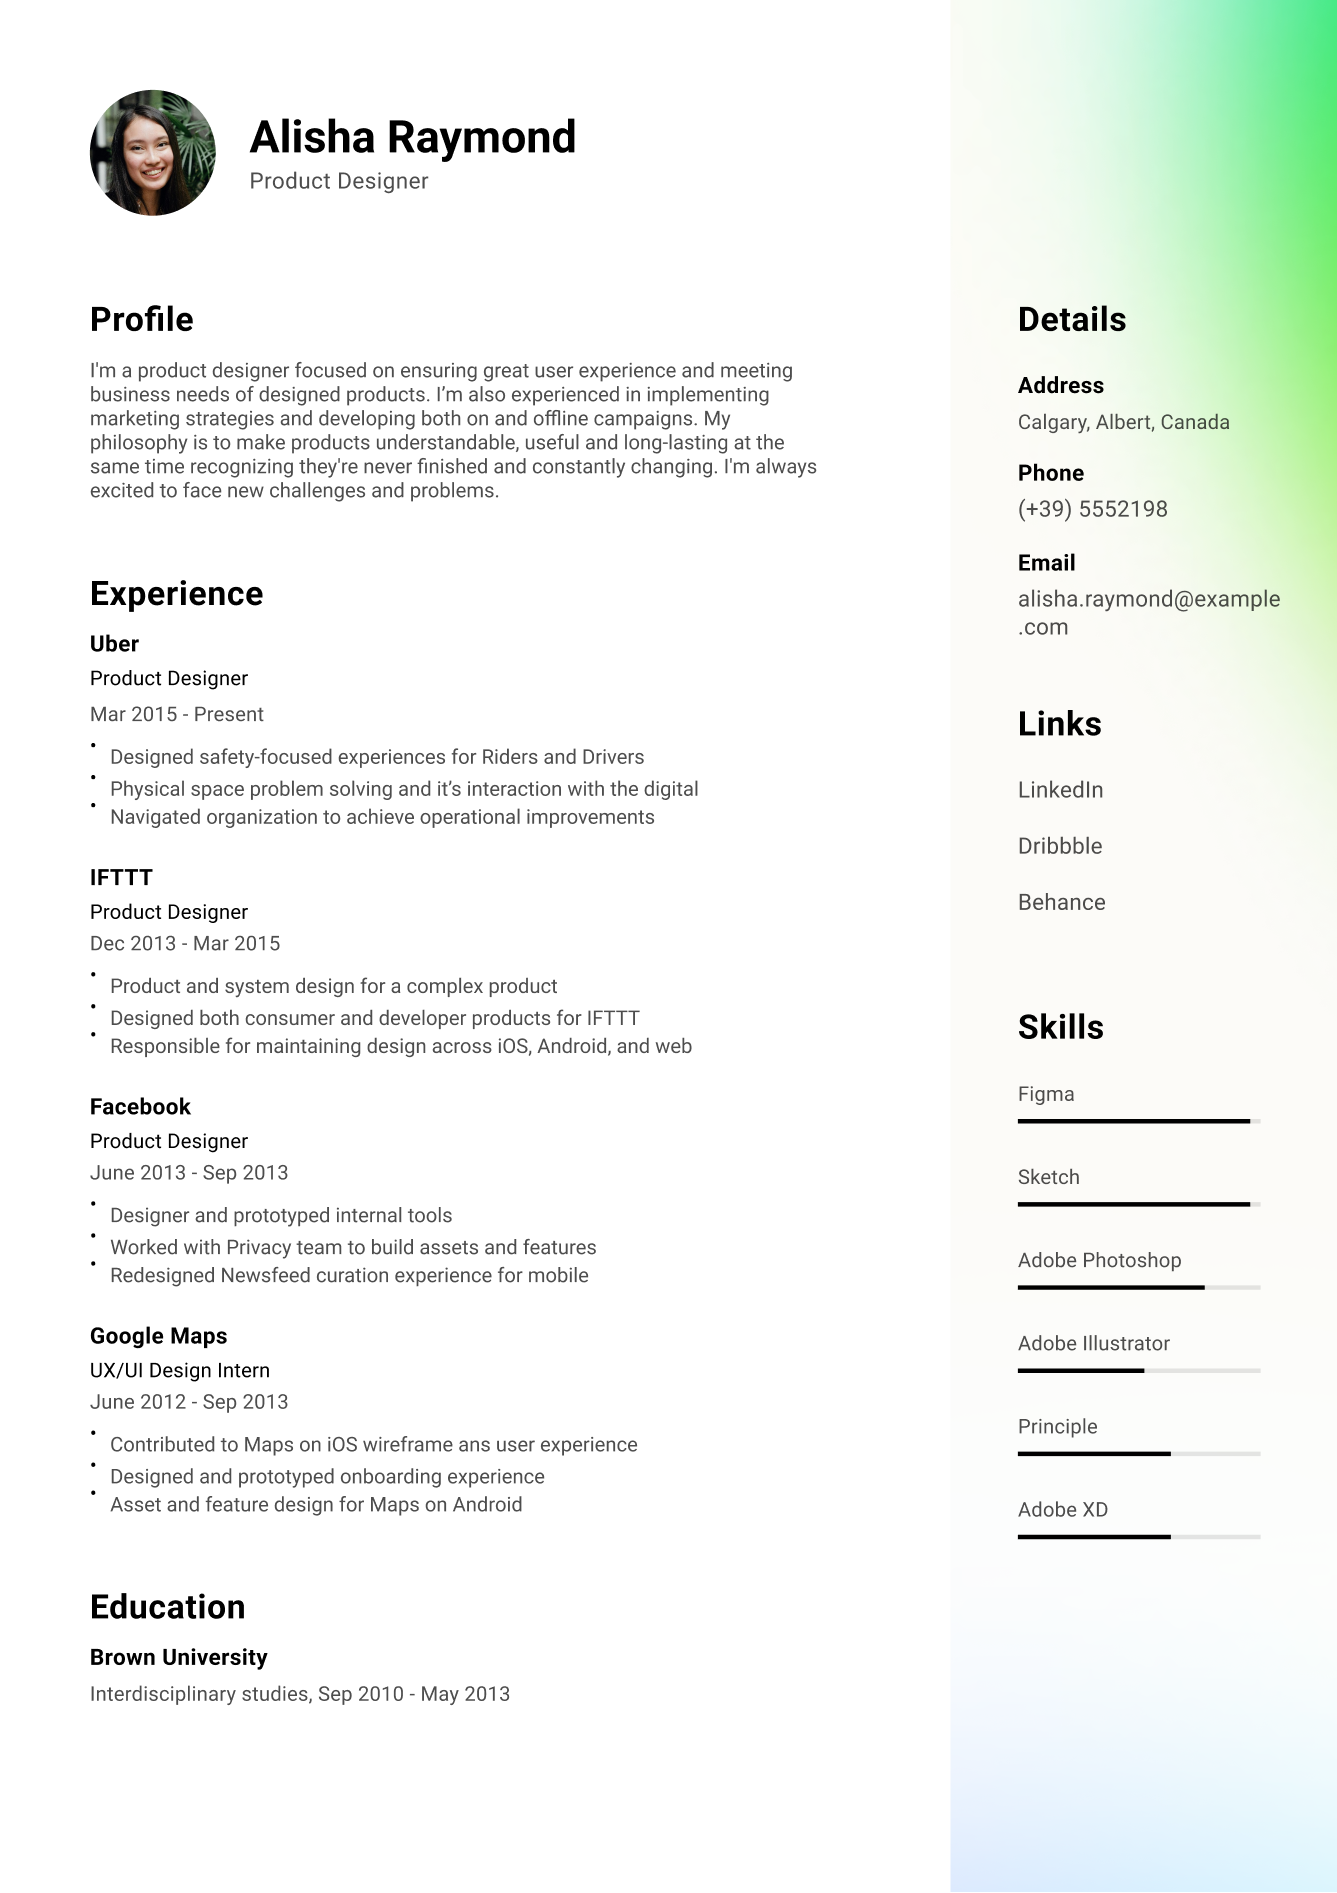 Alisha Raymond
Product Designer
Profile
I'm a product designer focused on ensuring great user experience and meeting
business needs of designed products. I’m also experienced in implementing
marketing strategies and developing both on and offline campaigns. My
philosophy is to make products understandable, useful and long-lasting at the
same time recognizing they're never finished and constantly changing. I'm always
excited to face new challenges and problems.
Experience
Uber
Product Designer
Mar 2015 - Present
• Designed safety-focused experiences for Riders and Drivers
• Physical space problem solving and it’s interaction with the digital
• Navigated organization to achieve operational improvements
IFTTT
Product Designer
Dec 2013 - Mar 2015
• Product and system design for a complex product
• Designed both consumer and developer products for IFTTT
• Responsible for maintaining design across iOS, Android, and web
Facebook
Product Designer
June 2013 - Sep 2013
• Designer and prototyped internal tools
• Worked with Privacy team to build assets and features
• Redesigned Newsfeed curation experience for mobile
Google Maps
UX/UI Design Intern
June 2012 - Sep 2013
• Contributed to Maps on iOS wireframe ans user experience
• Designed and prototyped onboarding experience
• Asset and feature design for Maps on Android
Education
Brown University
Interdisciplinary studies, Sep 2010 - May 2013
Details
Address
Calgary, Albert, Canada
Phone
(+39) 5552198
Email
alisha.raymond@example
.com
Links
LinkedIn
Dribbble
Behance
Skills
Figma
Sketch
Adobe Photoshop
Adobe Illustrator
Principle
Adobe XD